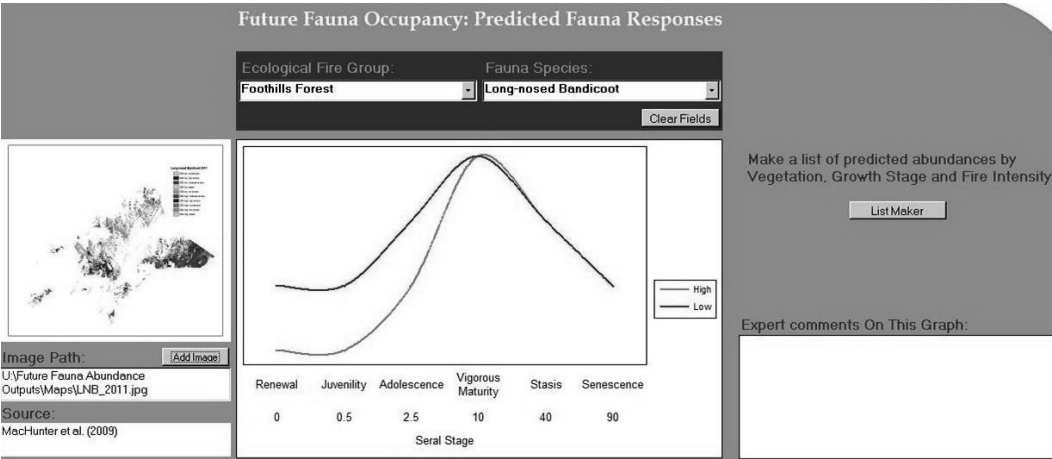 Future Fauna Occupancy: Predicted Fauna Responses
Ecological Fire Group:
Fauna Species:
Foothills Forest
Long-nosed Bandicoot
Clear Fields
Make a list of predicted abundances by
Vegetation, Growth Stage and Fire Intensity
List Maker
High
Low
Expert comments On This Graph:
Image Path:
Add Image
U:\Future Fauna Abundance
Outputs\Maps\LNB_2011.jpg
Source:
MacHunter et al. (2009)
Renewal
Juvenility
Adolescence
Vigorous
Maturity
Stasis
Senescence
0
0.5
2.5
10
40
90
Seral Stage